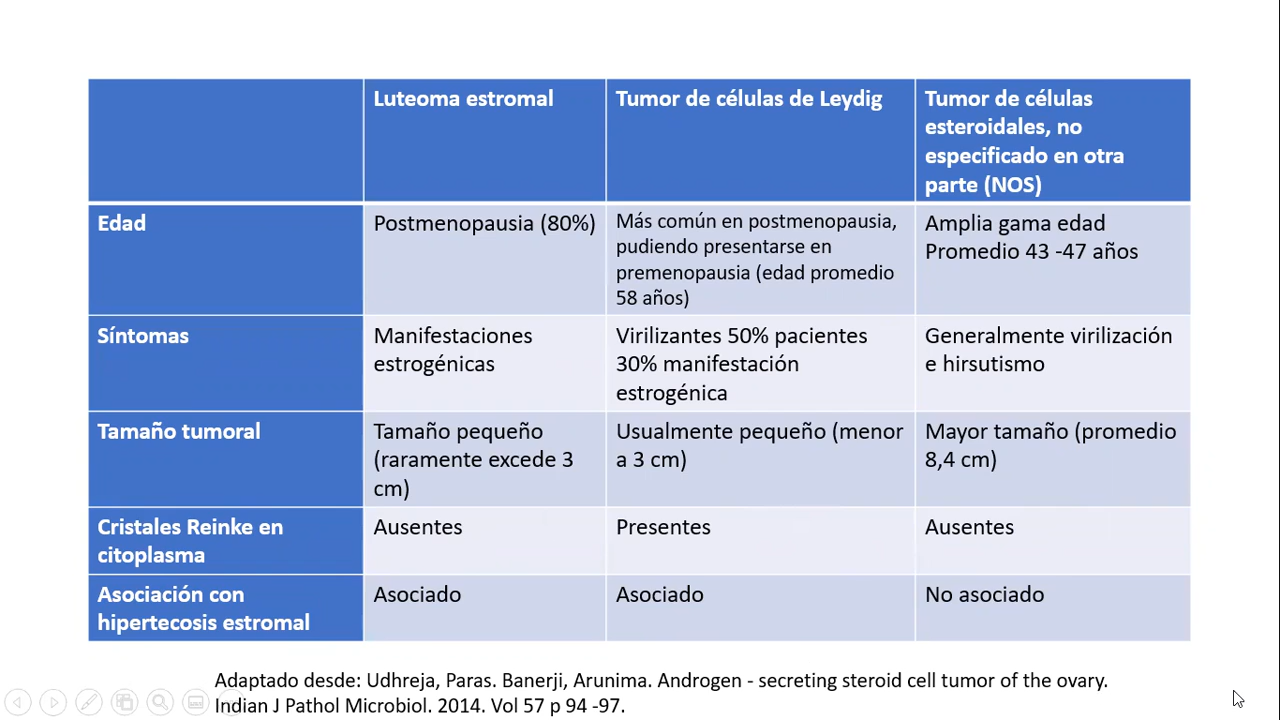 Luteoma estromal
Tumor de células de Leydig
Tumor de células
esteroidales, no
especificado en otra
parte (NOS)
Edad
Postmenopausia (80%)
Más común en postmenopausia,
pudiendo presentarse en
premenopausia (edad promedio
58 años)
Amplia gama edad
Promedio 43 -47 años
Síntomas
Manifestaciones
estrogénicas
Virilizantes 50% pacientes
30% manifestación
estrogénica
Generalmente virilización
e hirsutismo
Tamaño tumoral
Tamaño pequeño
(raramente excede 3
cm)
Usualmente pequeño (menor
a 3 cm)
Mayor tamaño (promedio
8,4 cm)
Cristales Reinke en
citoplasma
Ausentes
Presentes
Ausentes
Asociación con
hipertecosis estromal
Asociado
Asociado
No asociado
Adaptado desde: Udhreja, Paras. Banerji, Arunima. Androgen - secreting steroid cell tumor of the ovary.
Indian J Pathol Microbiol. 2014. Vol 57 p 94 -97.